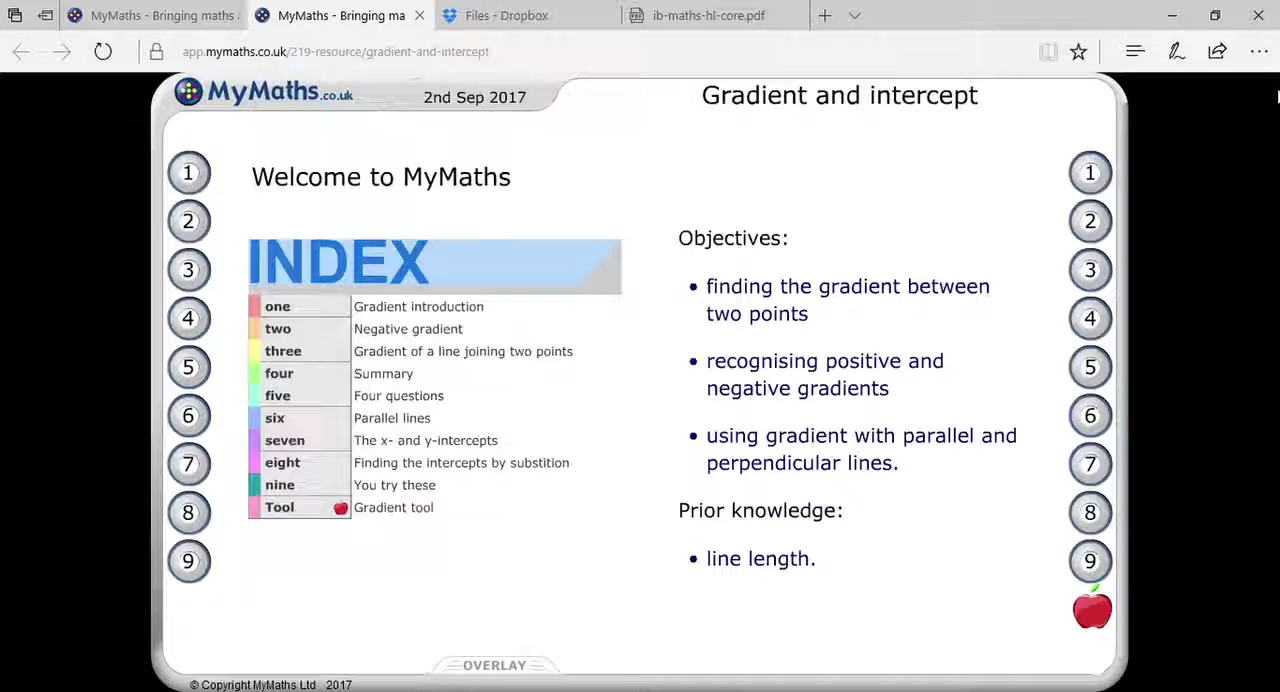 MyMaths - Bringing maths a
MyMaths - Bringing ma
Files - Dropbox
ib-maths-hl-core.pdf
app.mymaths.co.uk/219-resource/gradient-and-intercept
MyMaths.co.uk
2nd Sep 2017
Gradient and intercept
Welcome to MyMaths
INDEX
one Gradient introduction
two Negative gradient
three Gradient of a line joining two points
four Summary
five Four questions
six Parallel lines
seven The x- and y-intercepts
eight Finding the intercepts by substition
nine You try these
Tool Gradient tool
1
2
3
4
5
6
7
8
9
Objectives:
• finding the gradient between
two points
• recognising positive and
negative gradients
• using gradient with parallel and
perpendicular lines.
Prior knowledge:
• line length.
1
2
3
4
5
6
7
8
9
OVERLAY
© Copyright MyMaths Ltd 2017